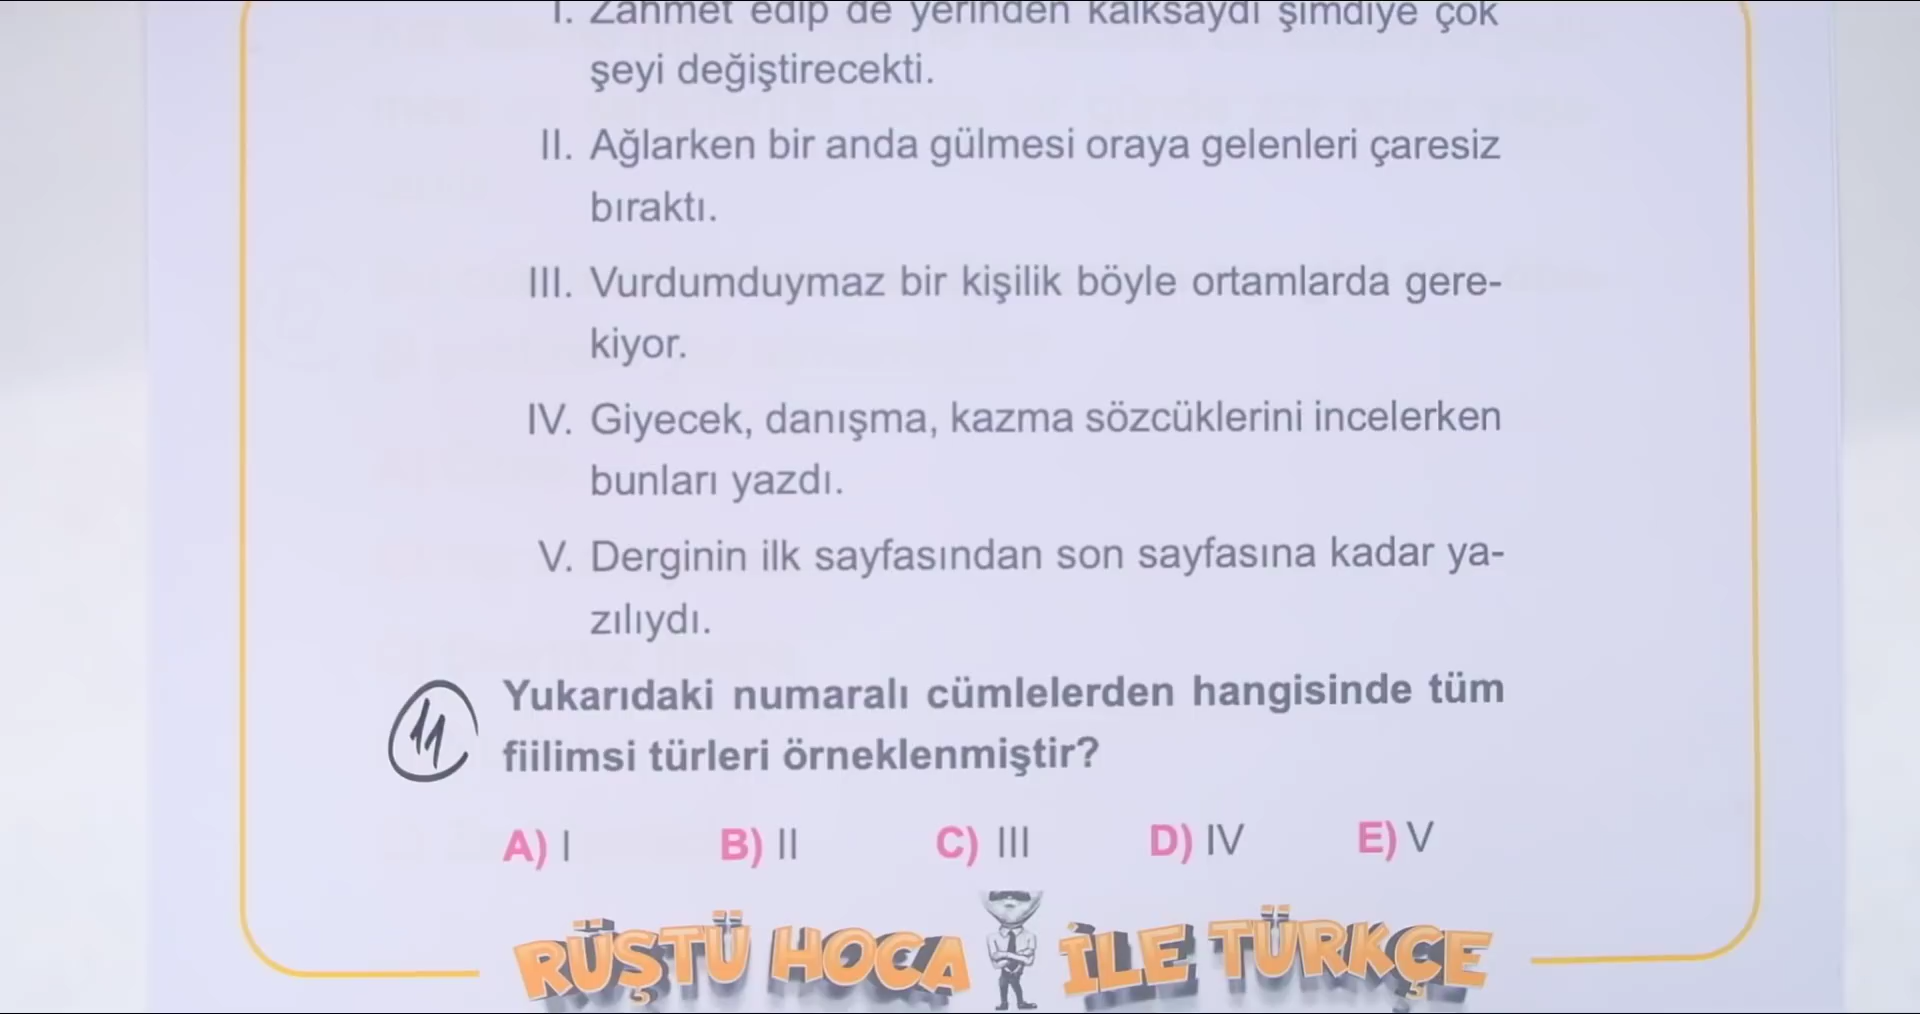 I. Zahmet edip de yerinden kalksaydı şimdiye çok
şeyi değiştirecekti.
II. Ağlarken bir anda gülmesi oraya gelenleri çaresiz
bıraktı.
III. Vurdumduymaz bir kişilik böyle ortamlarda gere-
kiyor.
IV. Giyecek, danışma, kazma sözcüklerini incelerken
bunları yazdı.
V. Derginin ilk sayfasından son sayfasına kadar ya-
zılıydı.
11 Yukarıdaki numaralı cümlelerden hangisinde tüm
fiilimsi türleri örneklenmiştir?
A) I B) II C) III D) IV E) V
RÜŞTÜ HOCA İLE TÜRKÇE